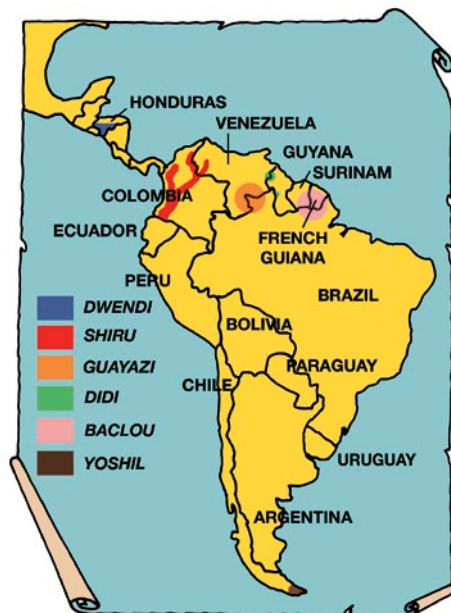 HONDURAS
VENEZUELA
GUYANA
SURINAM
COLOMBIA
ECUADOR
FRENCH
GUIANA
PERU
BRAZIL
DWENDI
SHIRU
BOLIVIA
GUAYAZI
PARAGUAY
CHILE
DIDI
BACLOU
URUGUAY
YOSHIL
ARGENTINA